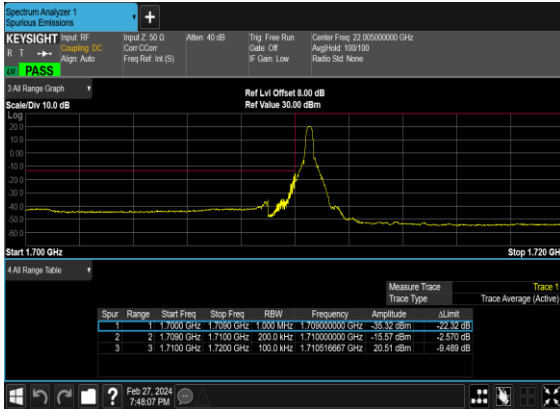 Spectrum Analyzer 1
Spurious Emissions
+
KEYSIGHT Input: RF Input Z: 50 Ω Atten: 40 dB Trig: Free Run Center Freq: 22.005000000 GHz
R T Coupling: DC Corr CCorr Gate: Off Avg|Hold: 100/100
Align: Auto Freq Ref: Int (S) IF Gain: Low Radio Std: None
PASS
3 All Range Graph
Ref Lvl Offset 8.00 dB
Scale/Div 10.0 dB Ref Value 30.00 dBm
Log
20.0
10.0
0.00
-10.0
-20.0
-30.0
-40.0
-50.0
-60.0
Start 1.700 GHz Stop 1.720 GH
4 All Range Table
Measure Trace Trace 1
Trace Type Trace Average (Active)
Spur Range Start Freq Stop Freq RBW Frequency Amplitude ΔLimit
1 1 1.7000 GHz 1.7090 GHz 1.000 MHz 1.709000000 GHz -35.32 dBm -22.32 dB
2 2 1.7090 GHz 1.7100 GHz 200.0 kHz 1.710000000 GHz -15.57 dBm -2.570 dB
3 3 1.7100 GHz 1.7200 GHz 100.0 kHz 1.710516667 GHz 20.51 dBm -9.489 dB
?
Feb 27, 2024
7:48:07 PM